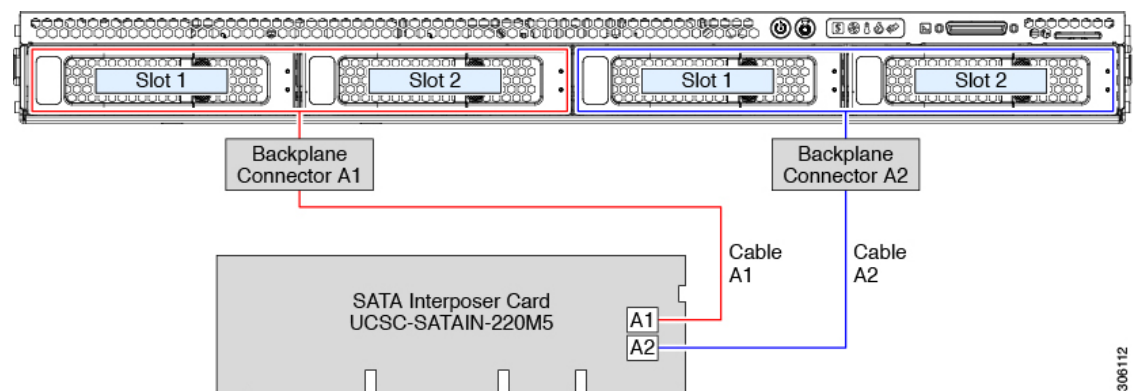 Slot 1
Slot 2
Slot 1
Slot 2
Backplane
Connector A1
Backplane
Connector A2
Cable
A1
Cable
A2
SATA Interposer Card
UCSC-SATAIN-220M5
A1
A2
306112